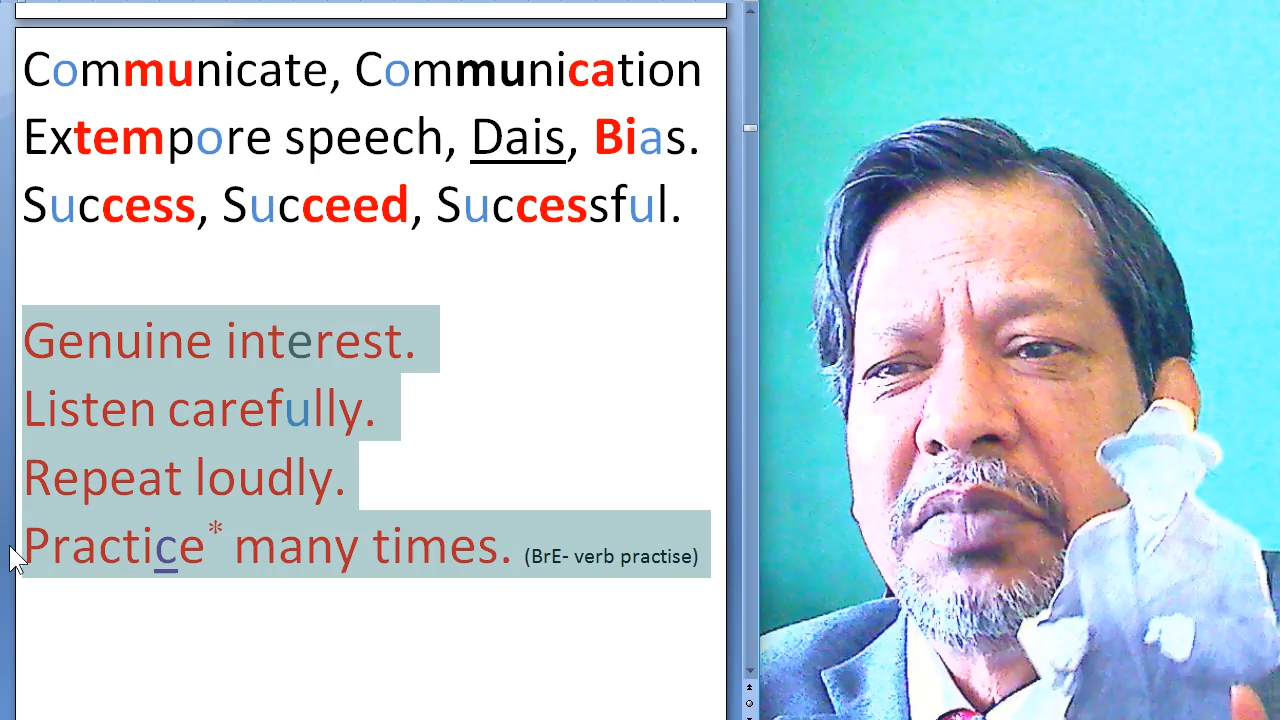 Communicate, Communication
Extempore speech, Dais, Bias.
Success, Succeed, Successful.
Genuine interest.
Listen carefully.
Repeat loudly.
Practice* many times. (BrE- verb practise)